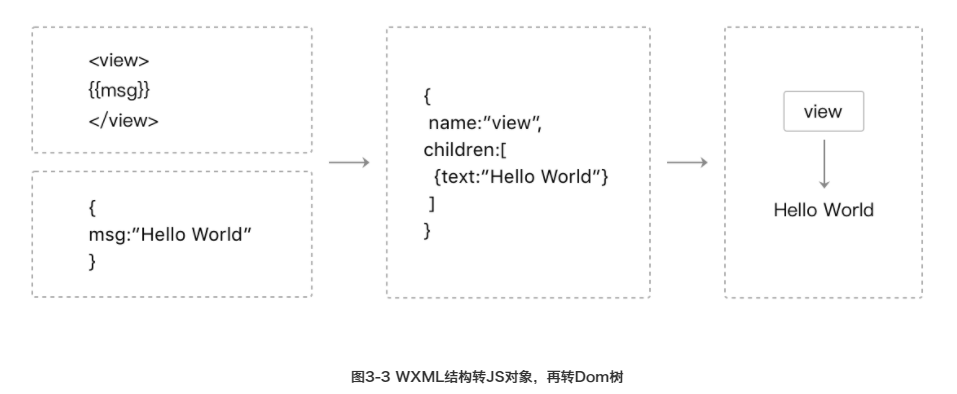 <view>
{{msg}}
</view>
{
msg:"Hello World"
}
{
name:"view",
children:[
{text:"Hello World"}
]
}
view
Hello World
图3-3 WXML结构转JS对象，再转Dom树